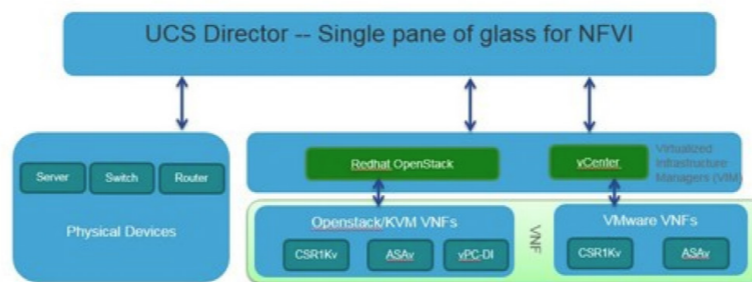 UCS Director -- Single pane of glass for NFVI
Redhat OpenStack
vCenter
Virtualized
Infrastructure
Managers (VIM)
Server
Switch
Router
Physical Devices
Openstack/KVM VNFs
CSR1Kv
ASAv
vPC-DI
VNF
VMware VNFs
CSR1Kv
ASAv